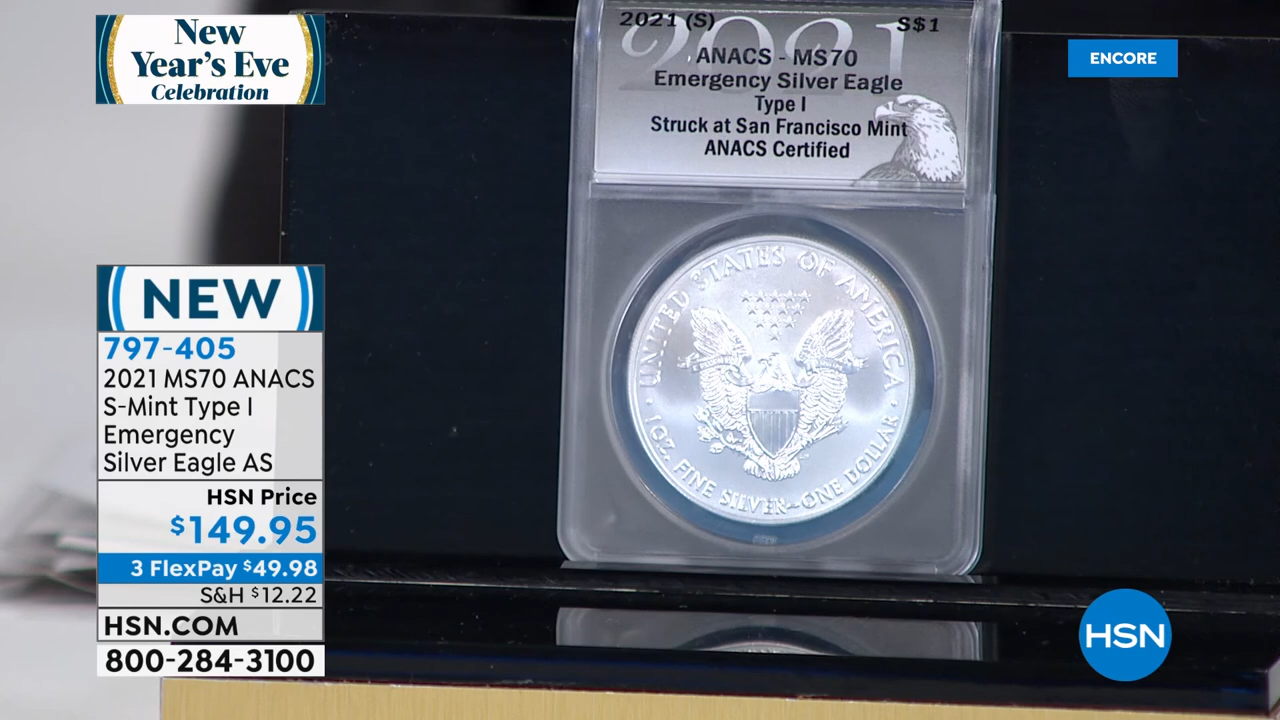 New
Year's Eve
Celebration
ENCORE
2021 (S) S$1
2021
ANACS - MS70
Emergency Silver Eagle
Type I
Struck at San Francisco Mint
ANACS Certified
UNITED STATES OF AMERICA
1 OZ. FINE SILVER~ONE DOLLAR
NEW
797-405
2021 MS70 ANACS
S-Mint Type I
Emergency
Silver Eagle AS
HSN Price
$149.95
3 FlexPay $49.98
S&H $12.22
HSN.COM
800-284-3100
HSN